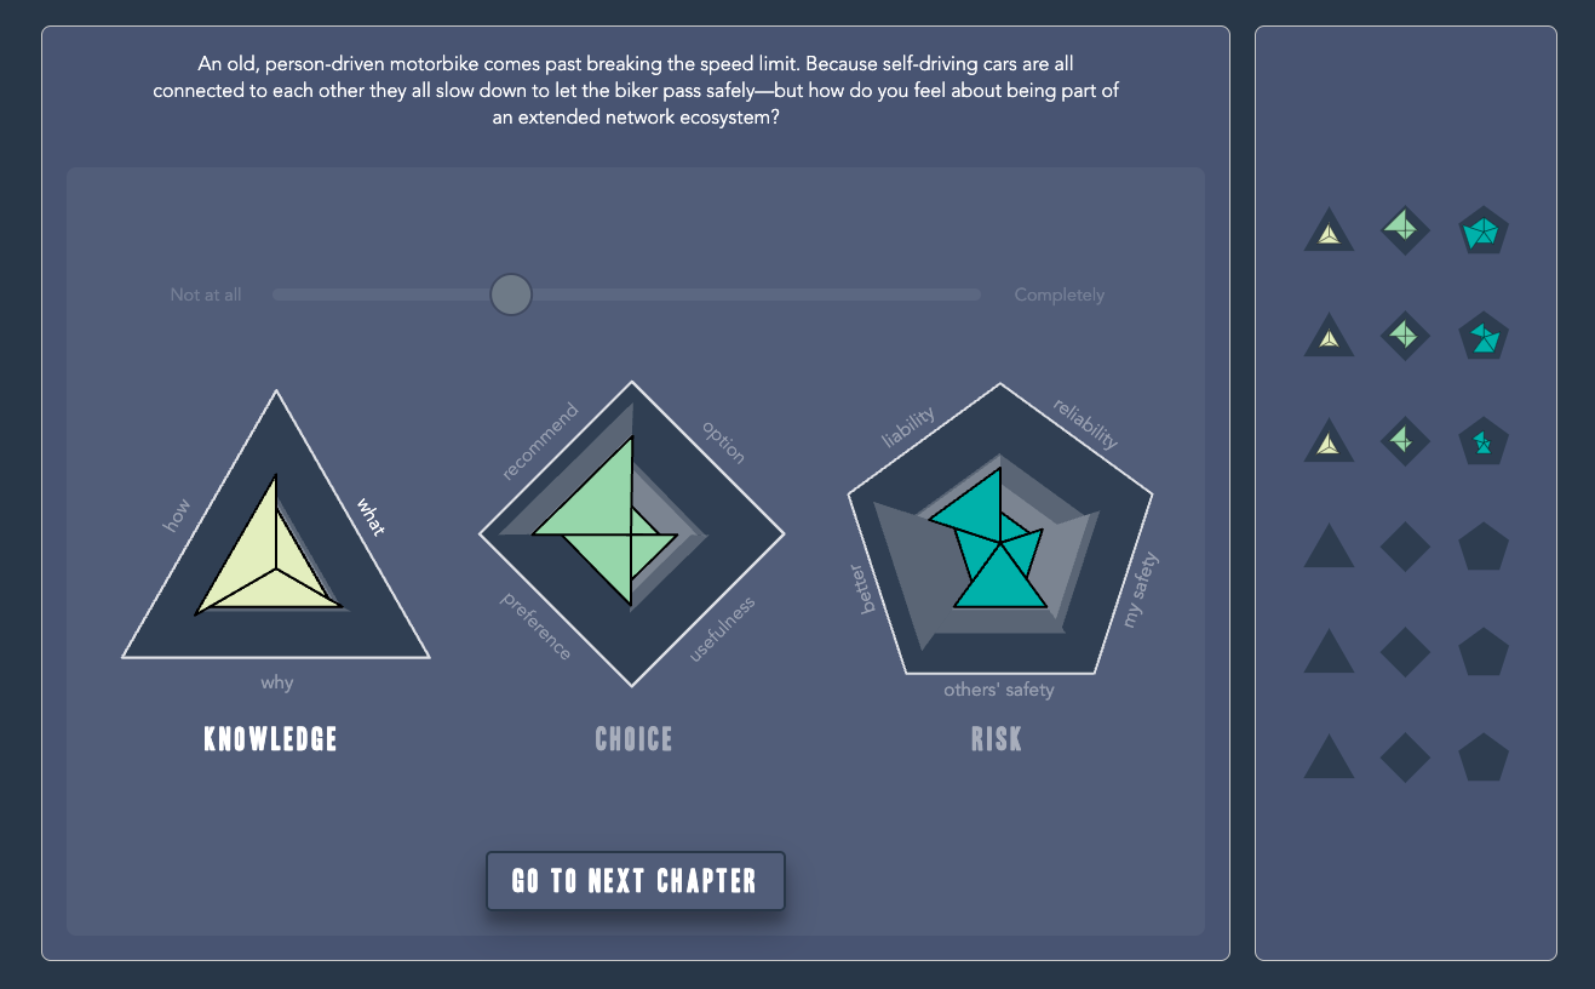 An old, person-driven motorbike comes past breaking the speed limit. Because self-driving cars are all
connected to each other they all slow down to let the biker pass safely—but how do you feel about being part of
an extended network ecosystem?
Not at all
Completely
how
what
why
KNOWLEDGE
recommend
option
preference
usefulness
CHOICE
liability
reliability
better
my safety
others' safety
RISK
GO TO NEXT CHAPTER